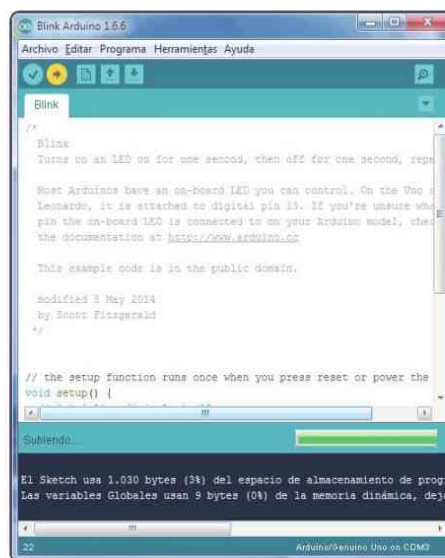 Blink Arduino 1.6.6
Archivo Editar Programa Herramientas Ayuda
Blink
/*
Blink
Turns on an LED on for one second, then off for one second, repe
Most Arduinos have an on-board LED you can control. On the Uno
Leonardo, it is attached to digital pin 13. If you're unsure wha
pin the on-board LED is connected to on your Arduino model, chec
the documentation at http://www.arduino.cc
This example code is in the public domain.
modified 8 May 2014
by Scott Fitzgerald
*/
// the setup function runs once when you press reset or power the
void setup() {
Subiendo...
El Sketch usa 1.030 bytes (3%) del espacio de almacenamiento de prog
Las variables Globales usan 9 bytes (0%) de la memoria dinámica, dej
22
Arduino/Genuino Uno on COM3